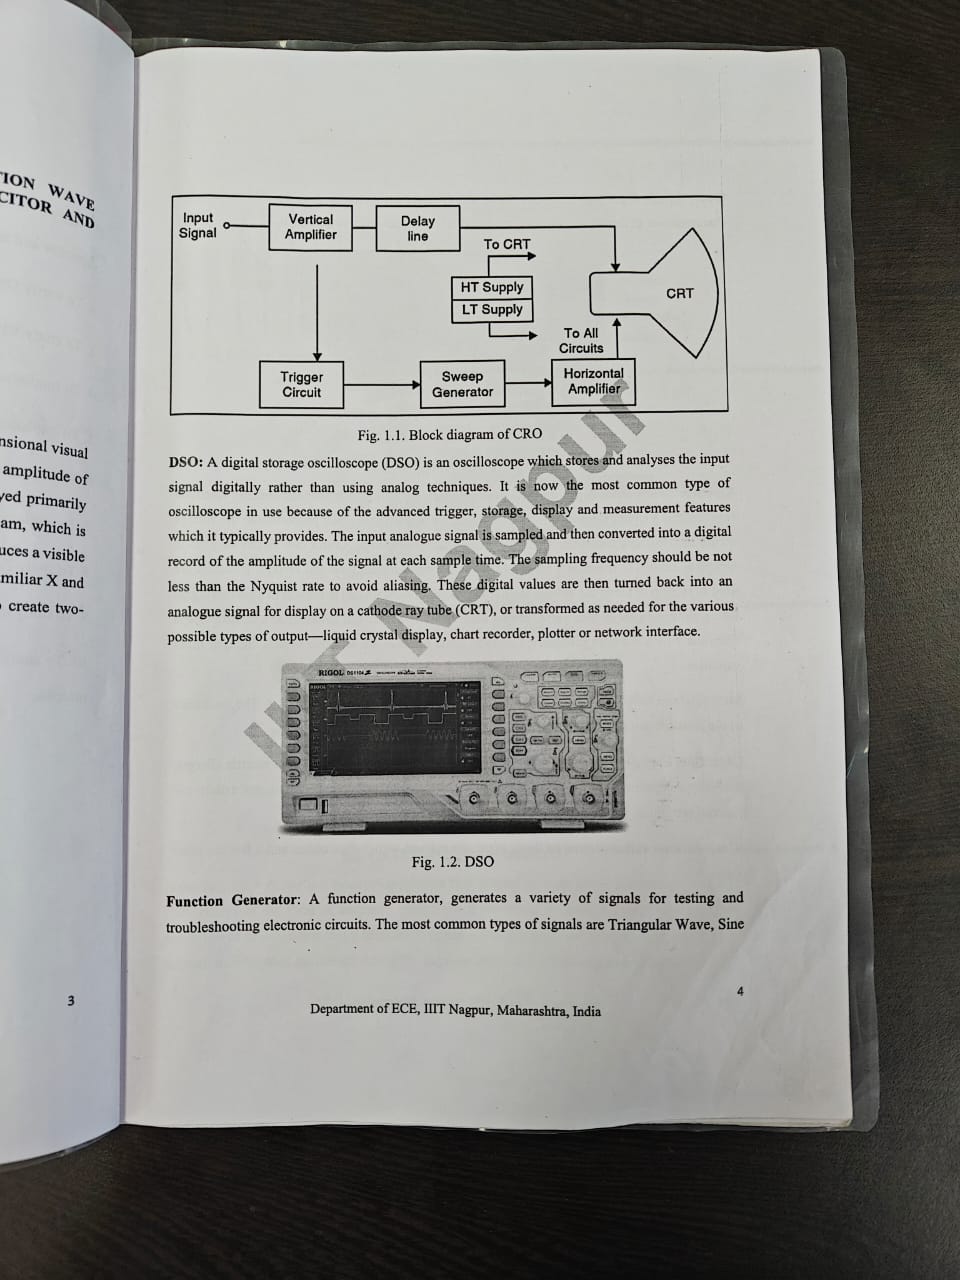 TION WAVE
CITOR AND
nsional visual
amplitude of
yed primarily
am, which is
uces a visible
miliar X and
create two-
3
Input
Signal
Vertical
Amplifier
Delay
line
To CRT
HT Supply
LT Supply
CRT
To All
Circuits
Trigger
Circuit
Sweep
Generator
Horizontal
Amplifier
Fig. 1.1. Block diagram of CRO
DSO: A digital storage oscilloscope (DSO) is an oscilloscope which stores and analyses the input
signal digitally rather than using analog techniques. It is now the most common type of
oscilloscope in use because of the advanced trigger, storage, display and measurement features
which it typically provides. The input analogue signal is sampled and then converted into a digital
record of the amplitude of the signal at each sample time. The sampling frequency should be not
less than the Nyquist rate to avoid aliasing. These digital values are then turned back into an
analogue signal for display on a cathode ray tube (CRT), or transformed as needed for the various
possible types of output—liquid crystal display, chart recorder, plotter or network interface.
IIIT Nagpur
RIGOL DS1104 Z
Fig. 1.2. DSO
Function Generator: A function generator, generates a variety of signals for testing and
troubleshooting electronic circuits. The most common types of signals are Triangular Wave, Sine
4
Department of ECE, IIIT Nagpur, Maharashtra, India